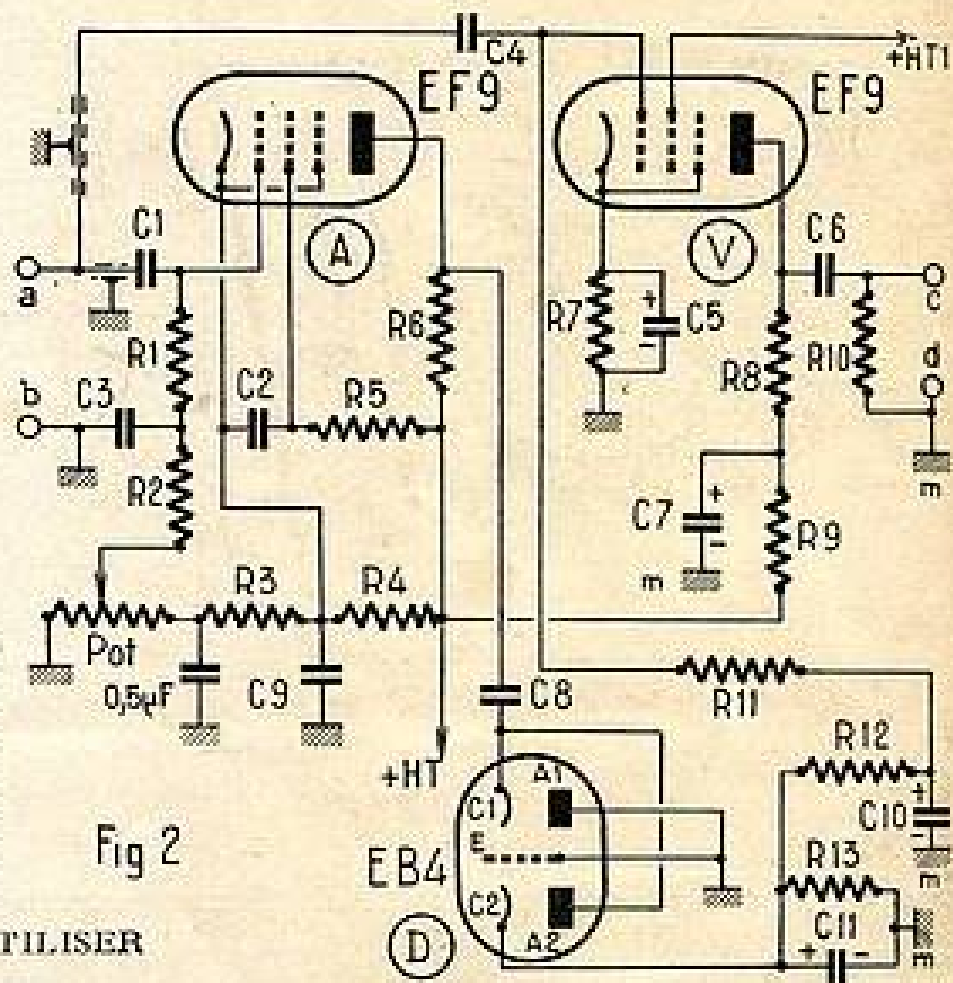 C4
+HT1
EF9
EF9
C1
A
V
C6
a
c
R1
R6
R7
C5
R8
R10
d
b
C3
C2
R5
m
R2
C7
R9
m
R3
R4
Pot
0,5µF
C9
C8
R11
+HT
R12
A1
C1
C10
Fig 2
E
EB4
R13
m
C2
A2
C11
D
m
TILISER